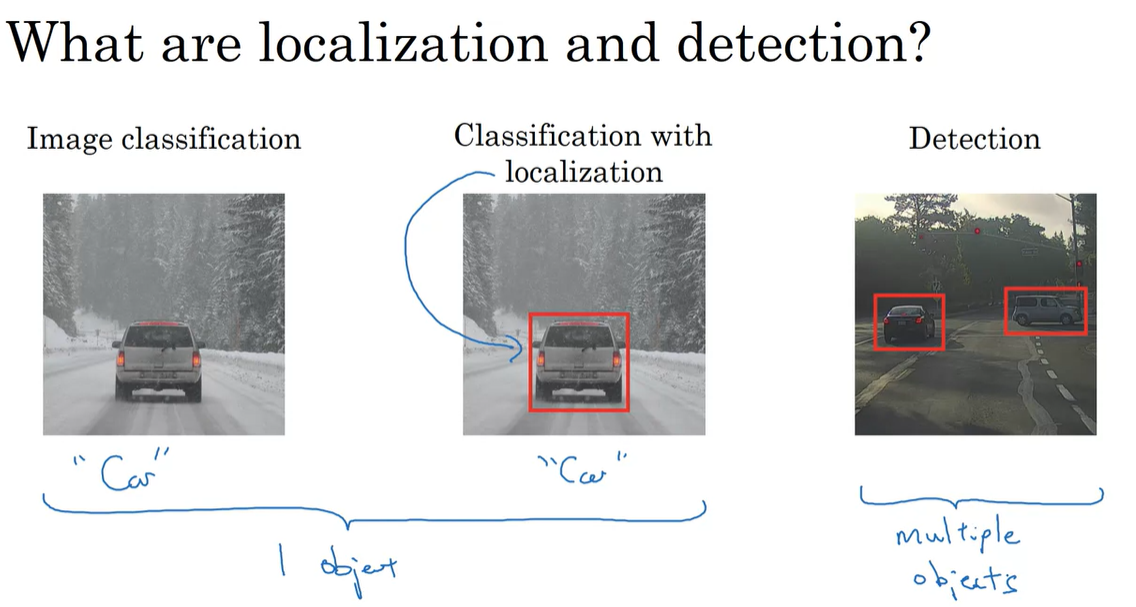 What are localization and detection?
Image classification
Classification with
localization
Detection
"Car"
"Car"
1 object
multiple
objects